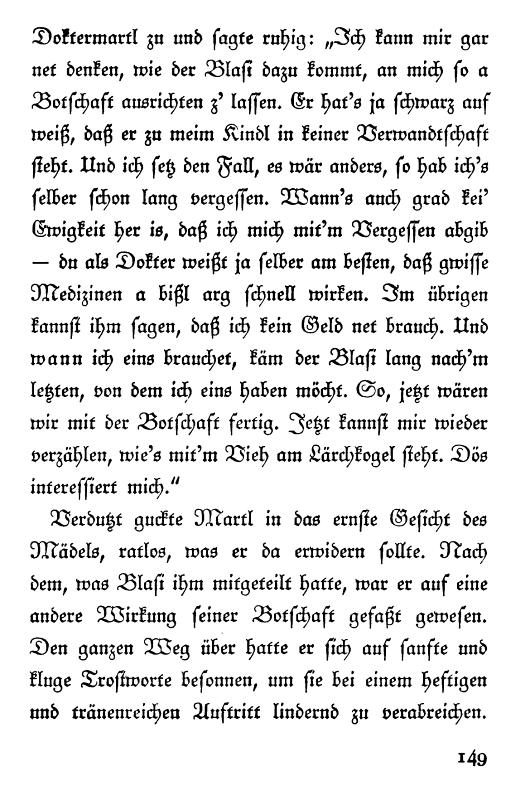 Doktermartl zu und sagte ruhig: „Ich kann mir gar
net denken, wie der Blasi dazu kommt, an mich so a
Botschaft ausrichten z’ lassen. Er hat’s ja schwarz auf
weiß, daß er zu meim Kindl in keiner Verwandtschaft
steht. Und ich setz den Fall, es wär anders, so hab ich’s
selber schon lang vergessen. Wann’s auch grad kei’
Ewigkeit her is, daß ich mich mit’m Vergessen abgib
— du als Dokter weißt ja selber am besten, daß gwisse
Medizinen a bißl arg schnell wirken. Im übrigen
kannst ihm sagen, daß ich kein Geld net brauch. Und
wann ich eins brauchet, käm der Blasi lang nach’m
letzten, von dem ich eins haben möcht. So, jetzt wären
wir mit der Botschaft fertig. Jetzt kannst mir wieder
verzählen, wie’s mit’m Vieh am Lärchkogel steht. Dös
interessiert mich.“
Verdutzt guckte Martl in das ernste Gesicht des
Mädels, ratlos, was er da erwidern sollte. Nach
dem, was Blasi ihm mitgeteilt hatte, war er auf eine
andere Wirkung seiner Botschaft gefaßt gewesen.
Den ganzen Weg über hatte er sich auf sanfte und
kluge Trostworte besonnen, um sie bei einem heftigen
und tränenreichen Auftritt lindernd zu verabreichen.
149